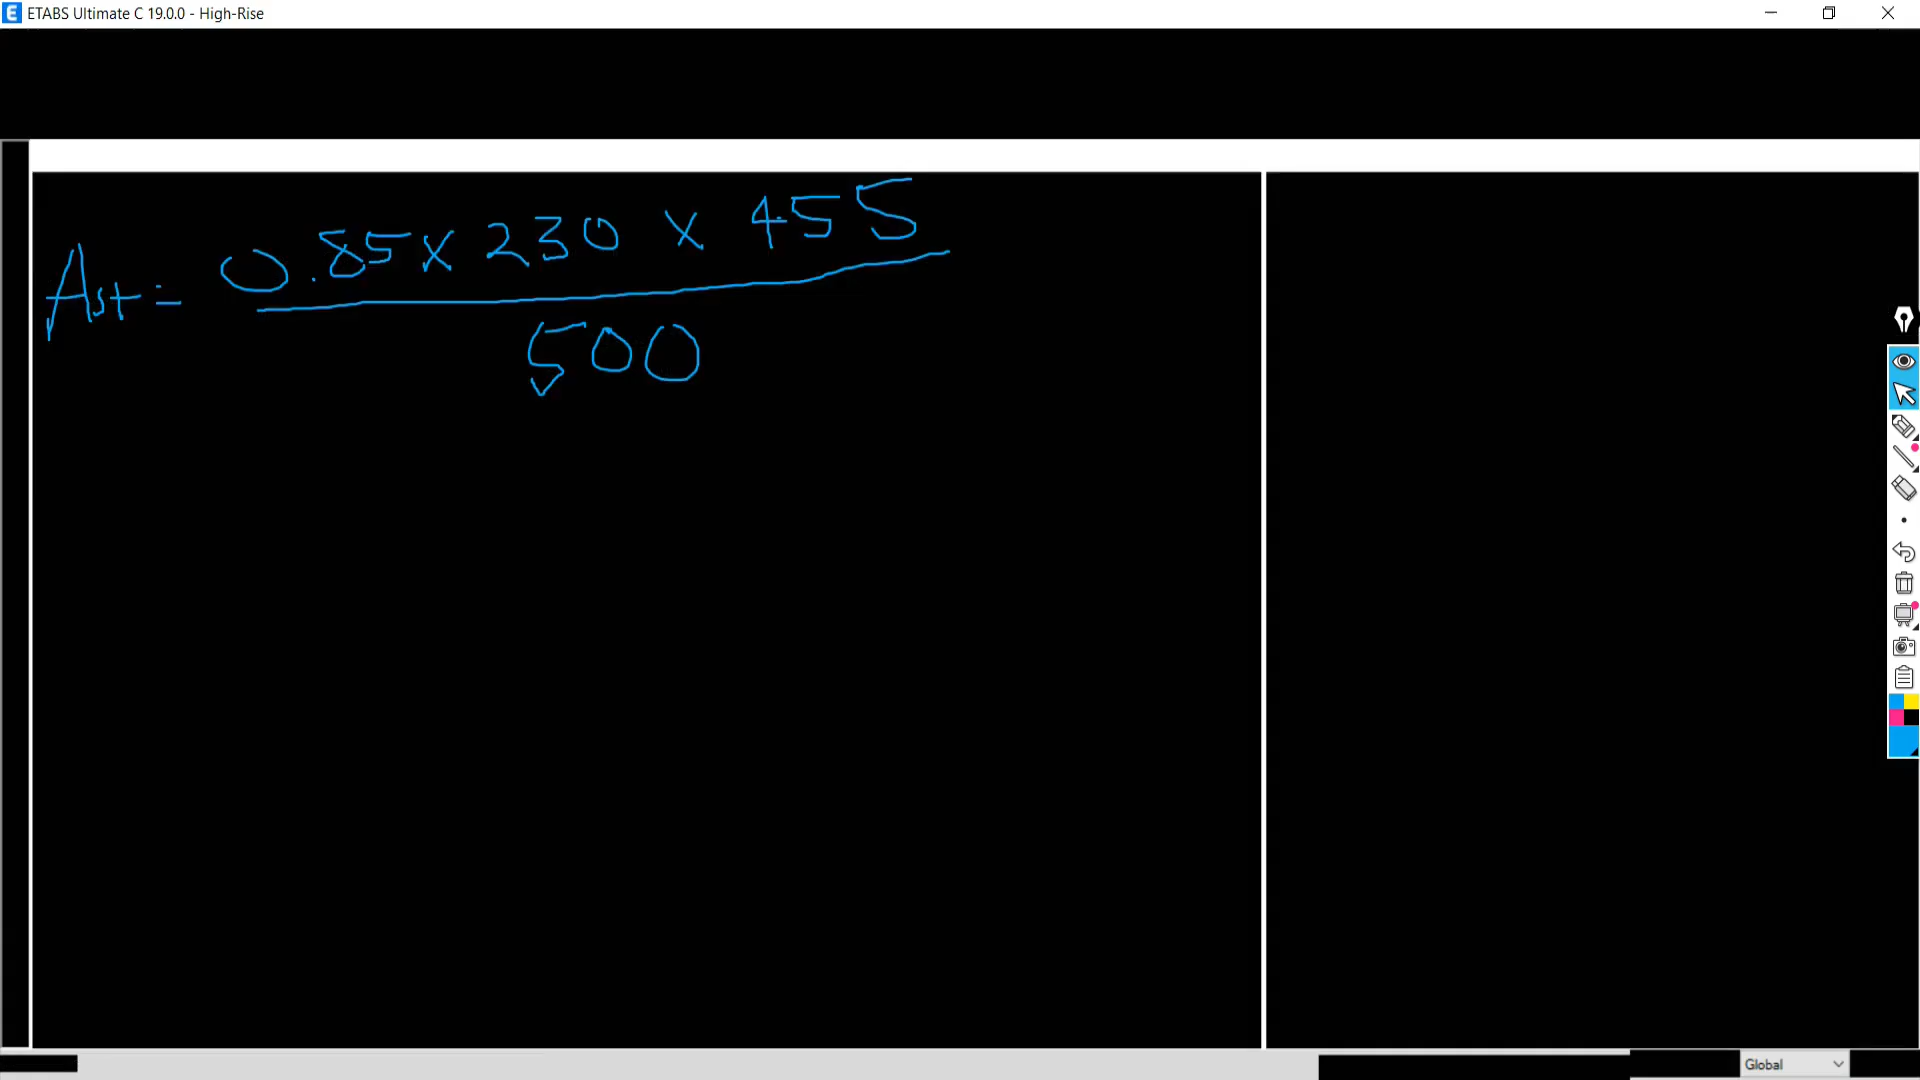 ETABS Ultimate C 19.0.0 - High-Rise
0.85 x 230 x 455
Ast =
500
Global